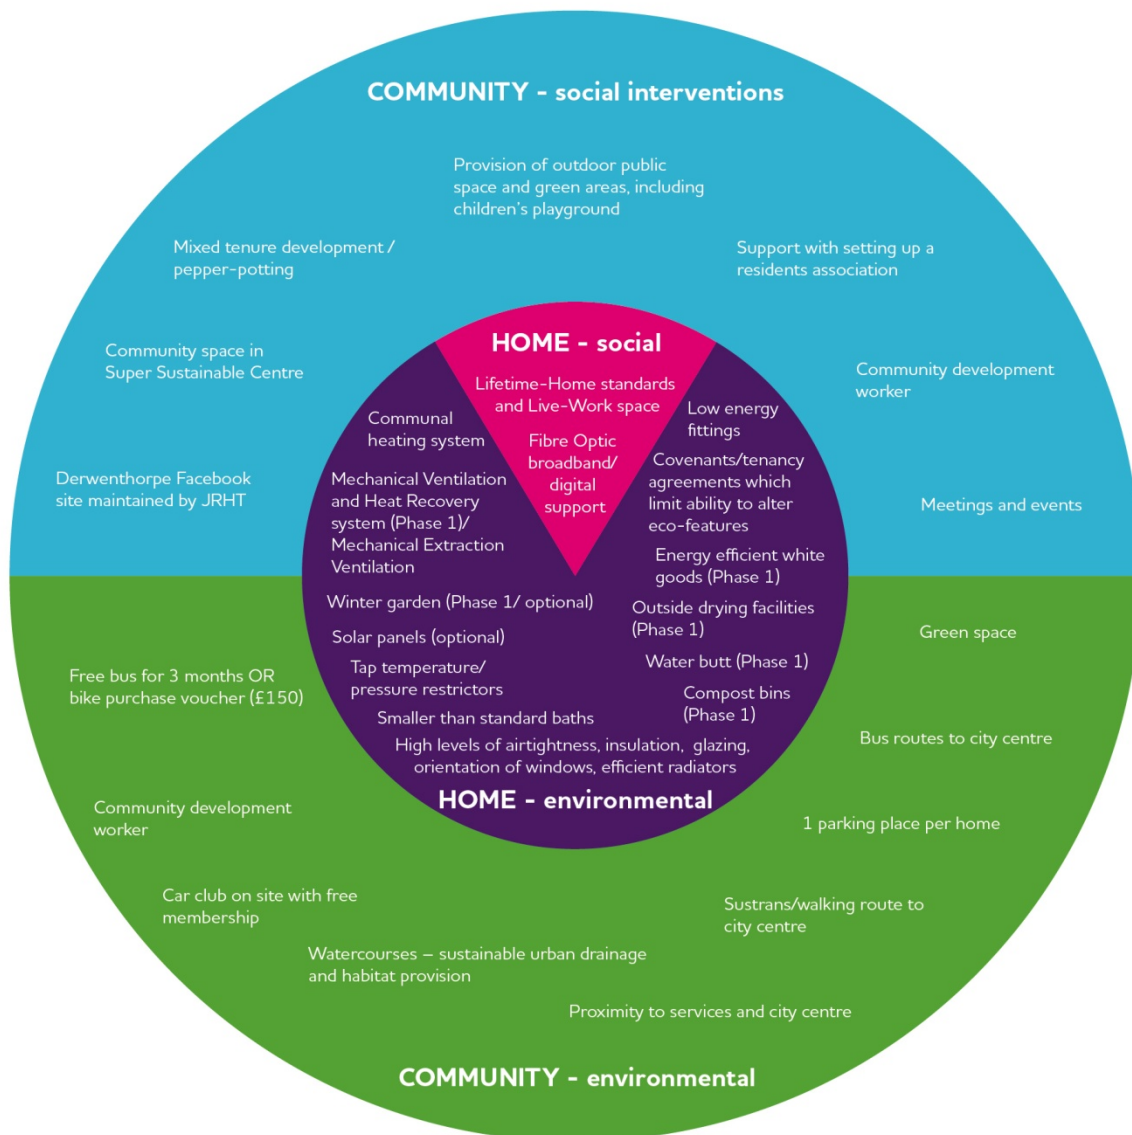 COMMUNITY - social interventions
Provision of outdoor public
space and green areas, including
children's playground
Mixed tenure development /
pepper-potting
Support with setting up a
residents association
Community space in
Super Sustainable Centre
Community development
worker
Derwenthorpe Facebook
site maintained by JRHT
Meetings and events
HOME - social
Lifetime-Home standards
and Live-Work space
Fibre Optic
broadband/
digital
support
Communal
heating system
Mechanical Ventilation
and Heat Recovery
system (Phase 1)/
Mechanical Extraction
Ventilation
Winter garden (Phase 1/ optional)
Solar panels (optional)
Tap temperature/
pressure restrictors
Smaller than standard baths
Low energy
fittings
Covenants/tenancy
agreements which
limit ability to alter
eco-features
Energy efficient white
goods (Phase 1)
Outside drying facilities
(Phase 1)
Water butt (Phase 1)
Compost bins
(Phase 1)
High levels of airtightness, insulation, glazing,
orientation of windows, efficient radiators
HOME - environmental
Free bus for 3 months OR
bike purchase voucher (£150)
Community development
worker
Car club on site with free
membership
Watercourses – sustainable urban drainage
and habitat provision
Green space
Bus routes to city centre
1 parking place per home
Sustrans/walking route to
city centre
Proximity to services and city centre
COMMUNITY - environmental